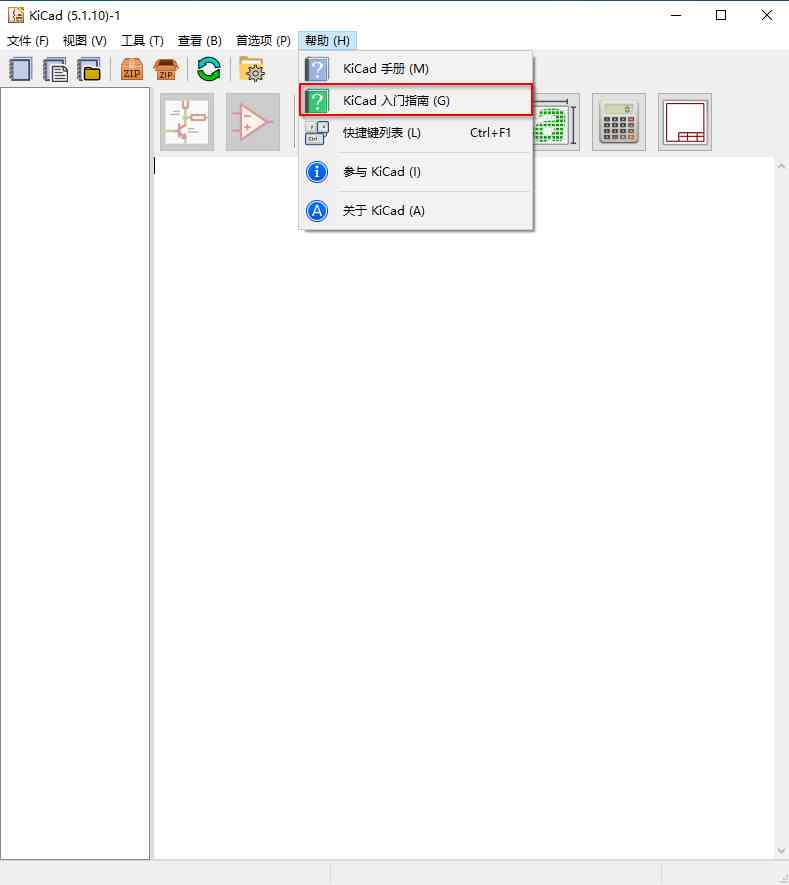 KiCad (5.1.10)-1
文件 (F) 视图 (V) 工具 (T) 查看 (B) 首选项 (P) 帮助 (H)
ZIP ZIP
KiCad 手册 (M)
KiCad 入门指南 (G)
快捷键列表 (L) Ctrl+F1
参与 KiCad (I)
关于 KiCad (A)